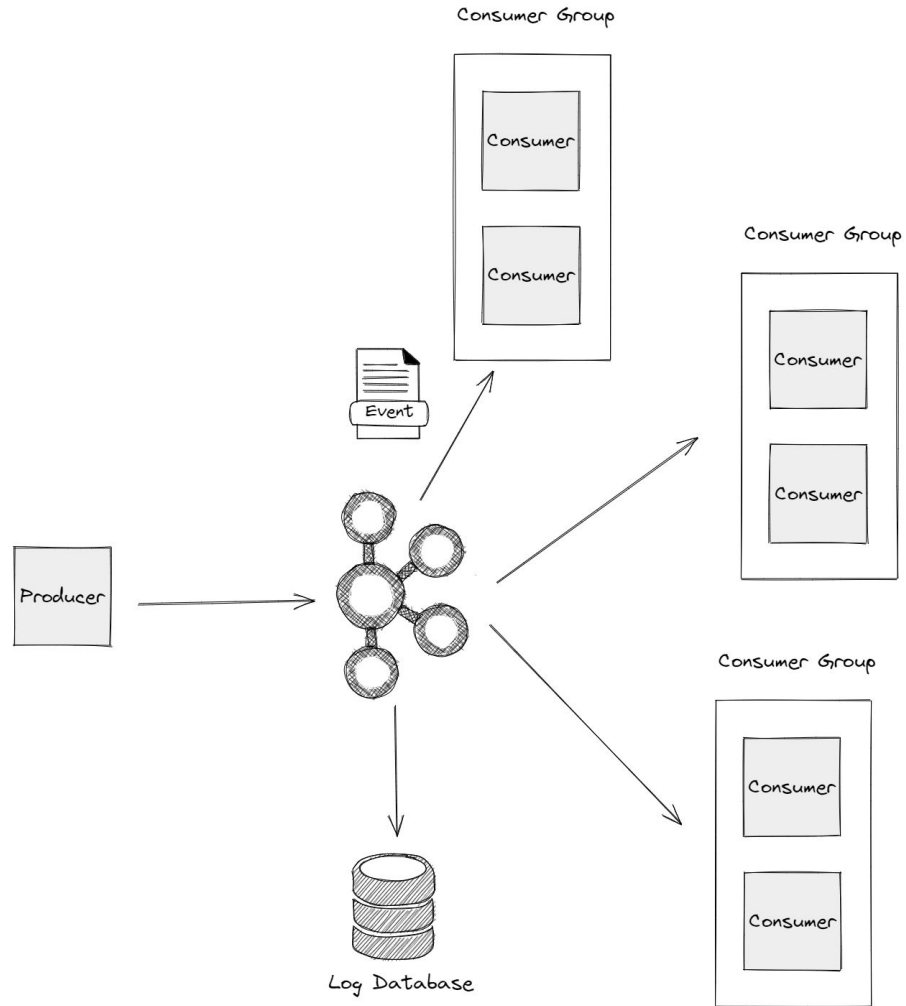 Consumer Group
Consumer
Consumer
Consumer Group
Consumer
Consumer
Event
Producer
Consumer Group
Consumer
Consumer
Log Database